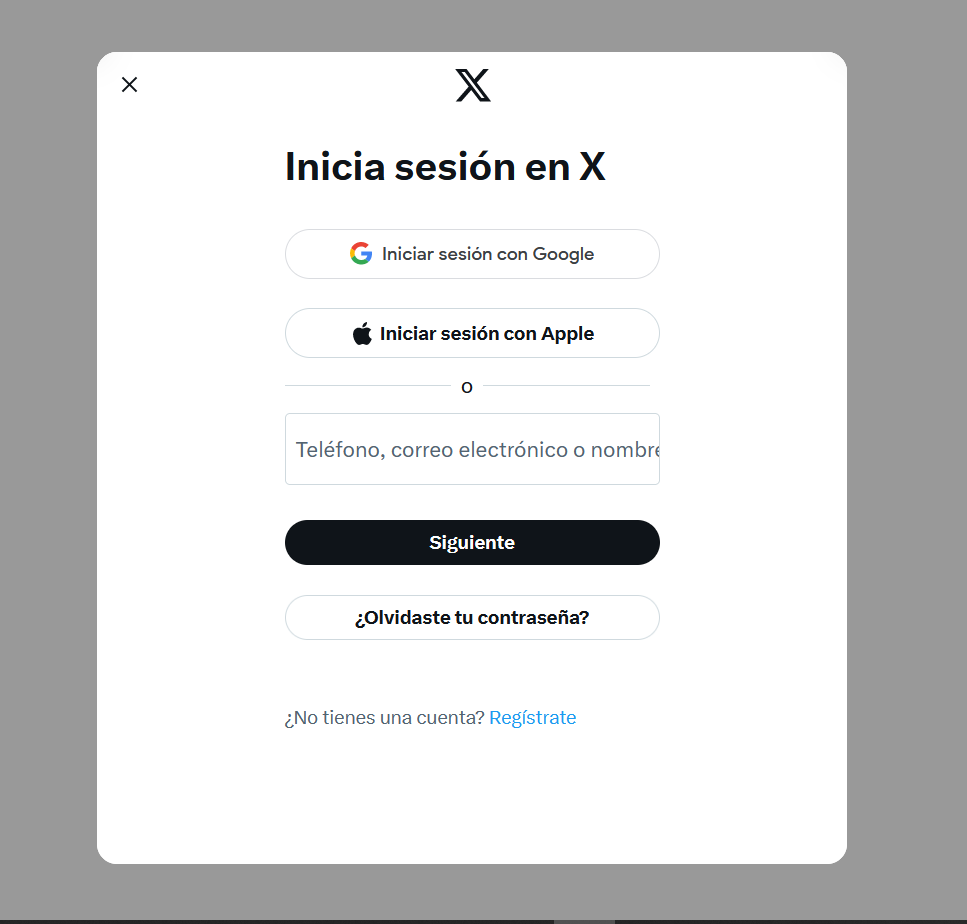 Inicia sesión en X
Iniciar sesión con Google
Iniciar sesión con Apple
o
Teléfono, correo electrónico o nombre
Siguiente
¿Olvidaste tu contraseña?
¿No tienes una cuenta? Regístrate